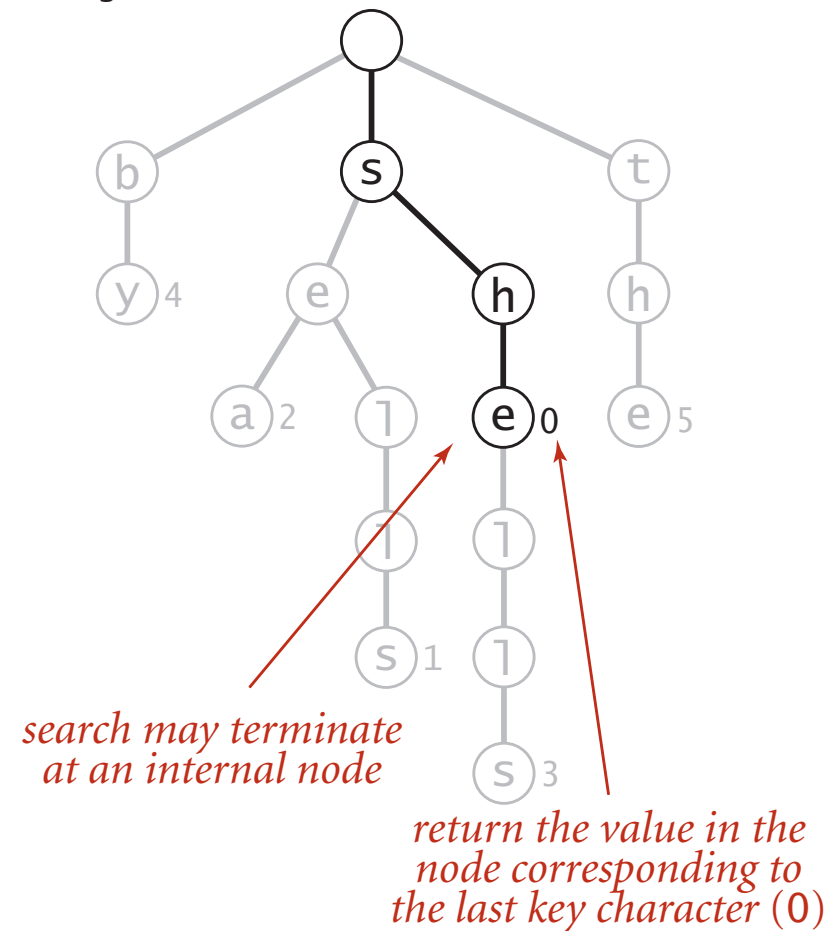 s
b
t
y 4
e
h
h
a 2
l
e 0
e 5
l
l
s 1
l
s 3
search may terminate
at an internal node
return the value in the
node corresponding to
the last key character (0)